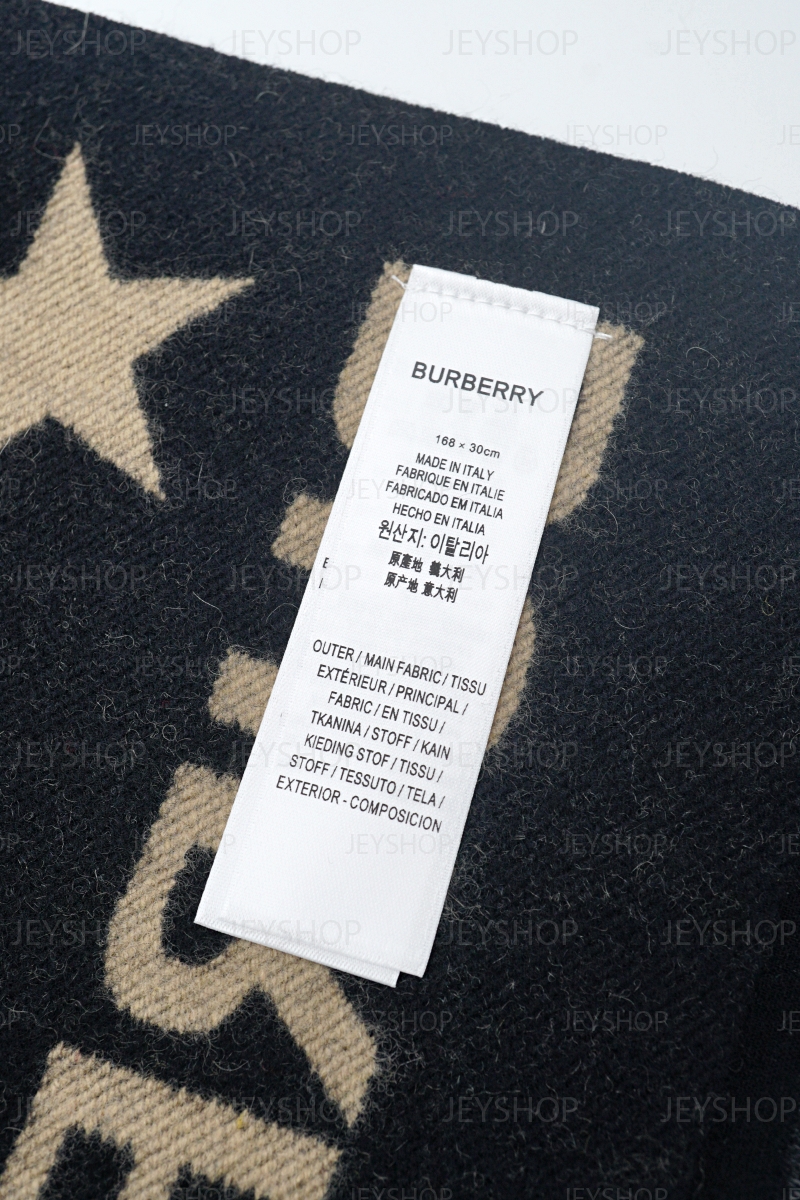 BURBERRY
168 × 30cm
MADE IN ITALY
FABRIQUE EN ITALIE
FABRICADO EM ITALIA
HECHO EN ITALIA
원산지: 이탈리아
原產地 義大利
原产地 意大利
OUTER / MAIN FABRIC / TISSU
EXTÉRIEUR / PRINCIPAL /
FABRIC / EN TISSU /
TKANINA / STOFF / KAIN
KIEDING STOF / TISSU /
STOFF / TESSUTO / TELA /
EXTERIOR - COMPOSICION
JEYSHOP